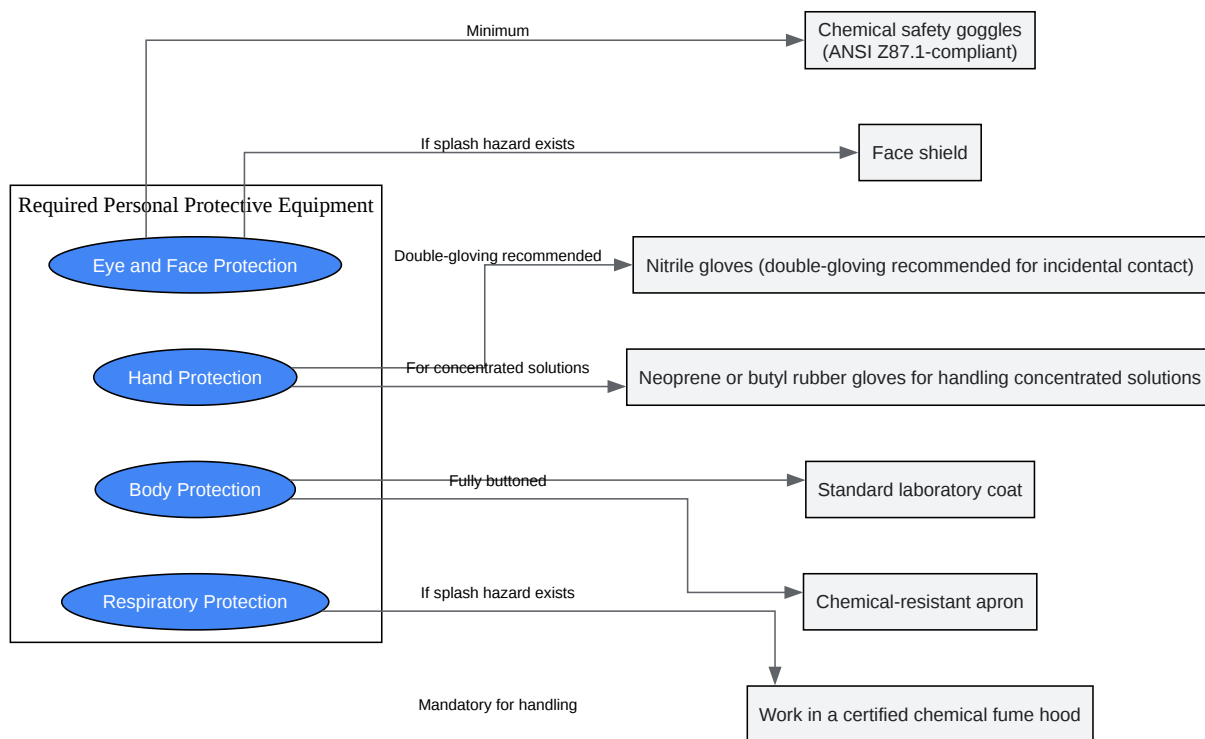 Minimum
Chemical safety goggles
(ANSI Z87.1-compliant)
If splash hazard exists
Face shield
Required Personal Protective Equipment
Eye and Face Protection
Double-gloving recommended
Nitrile gloves (double-gloving recommended for incidental contact)
Hand Protection
For concentrated solutions
Neoprene or butyl rubber gloves for handling concentrated solutions
Body Protection
Fully buttoned
Standard laboratory coat
Respiratory Protection
If splash hazard exists
Chemical-resistant apron
Mandatory for handling
Work in a certified chemical fume hood